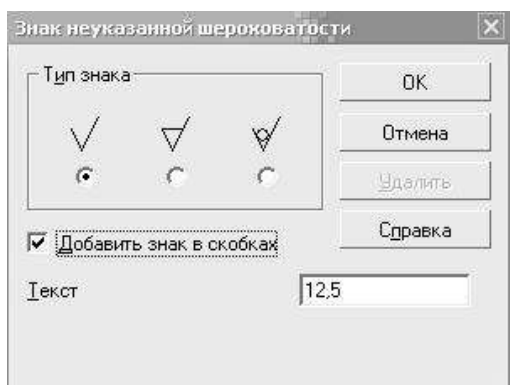 Знак неуказанной шероховатости
Тип знака
OK
Отмена
Удалить
Справка
Добавить знак в скобках
Текст
12,5